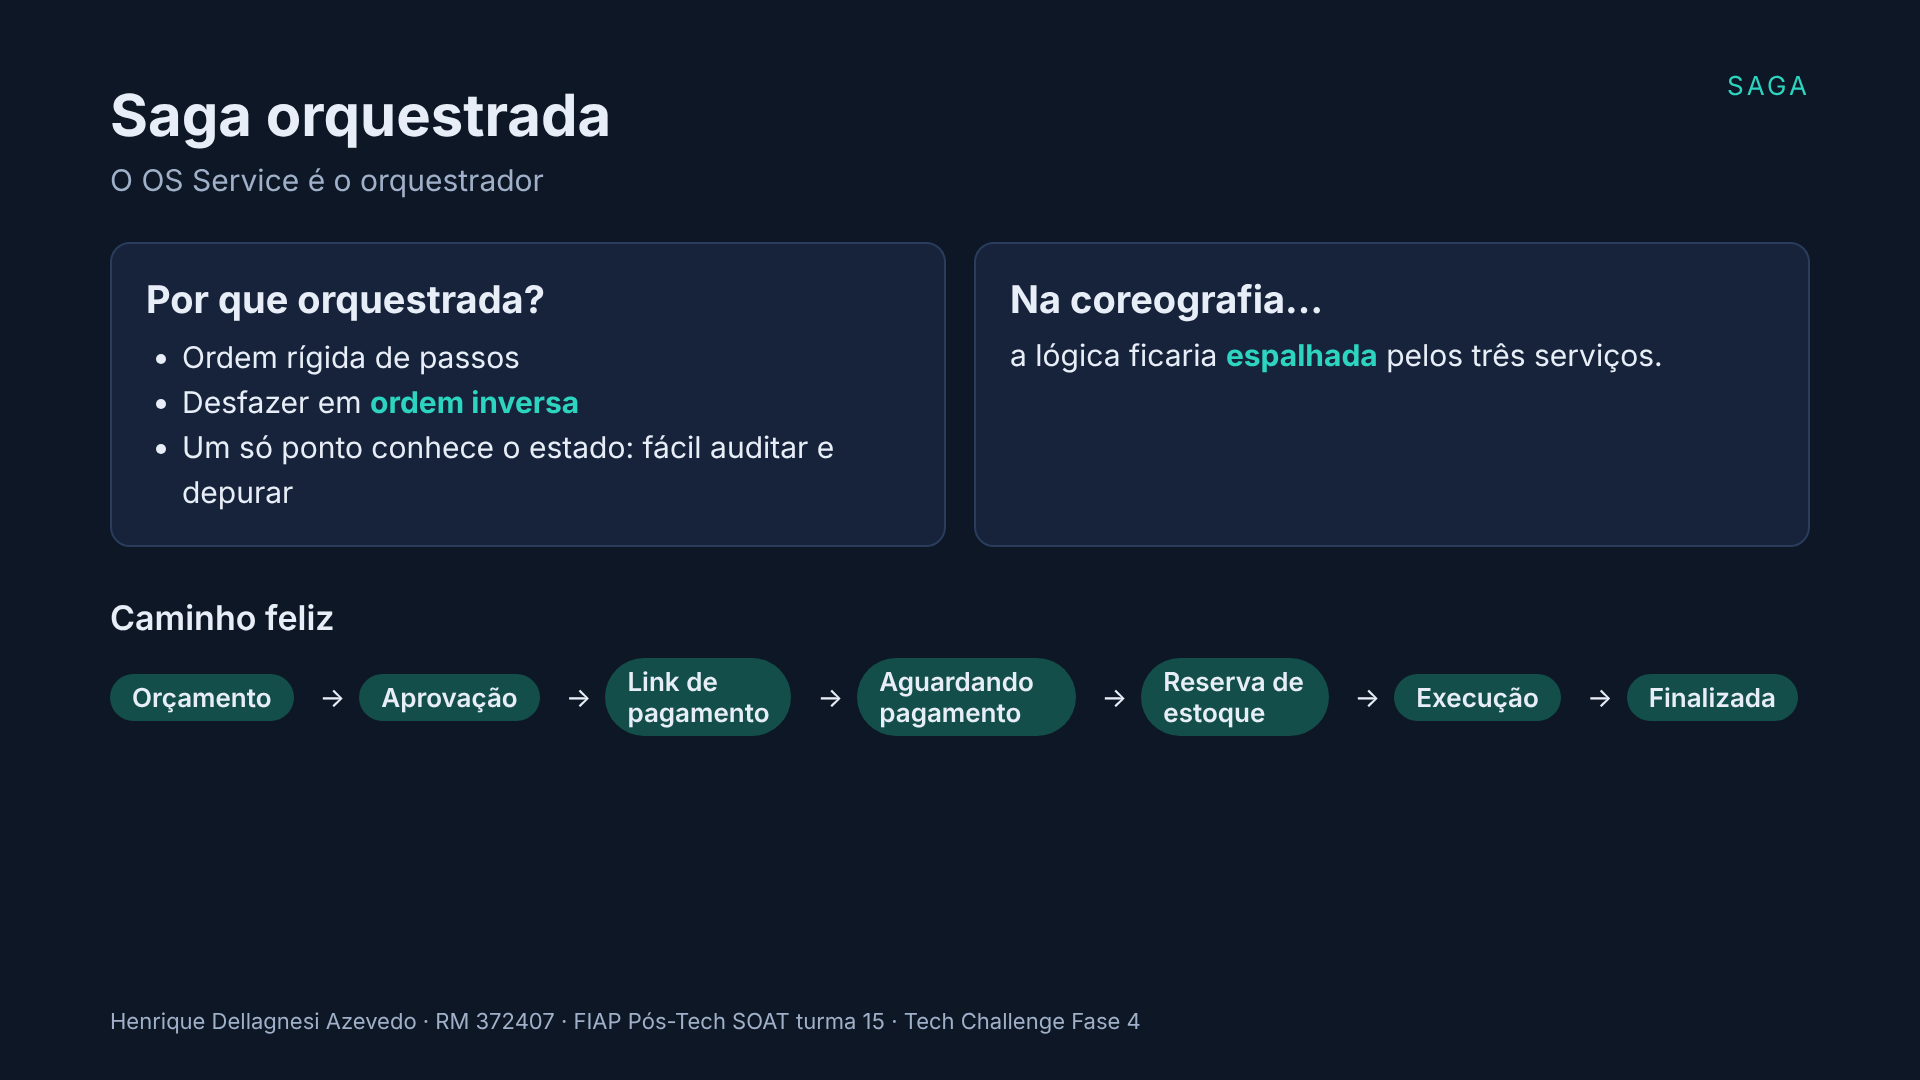 SAGA
Saga orquestrada
O OS Service é o orquestrador
Por que orquestrada?
• Ordem rígida de passos
• Desfazer em ordem inversa
• Um só ponto conhece o estado: fácil auditar e
depurar
Na coreografia...
a lógica ficaria espalhada pelos três serviços.
Caminho feliz
Orçamento → Aprovação → Link de pagamento → Aguardando pagamento → Reserva de estoque → Execução → Finalizada
Henrique Dellagnesi Azevedo · RM 372407 · FIAP Pós-Tech SOAT turma 15 · Tech Challenge Fase 4